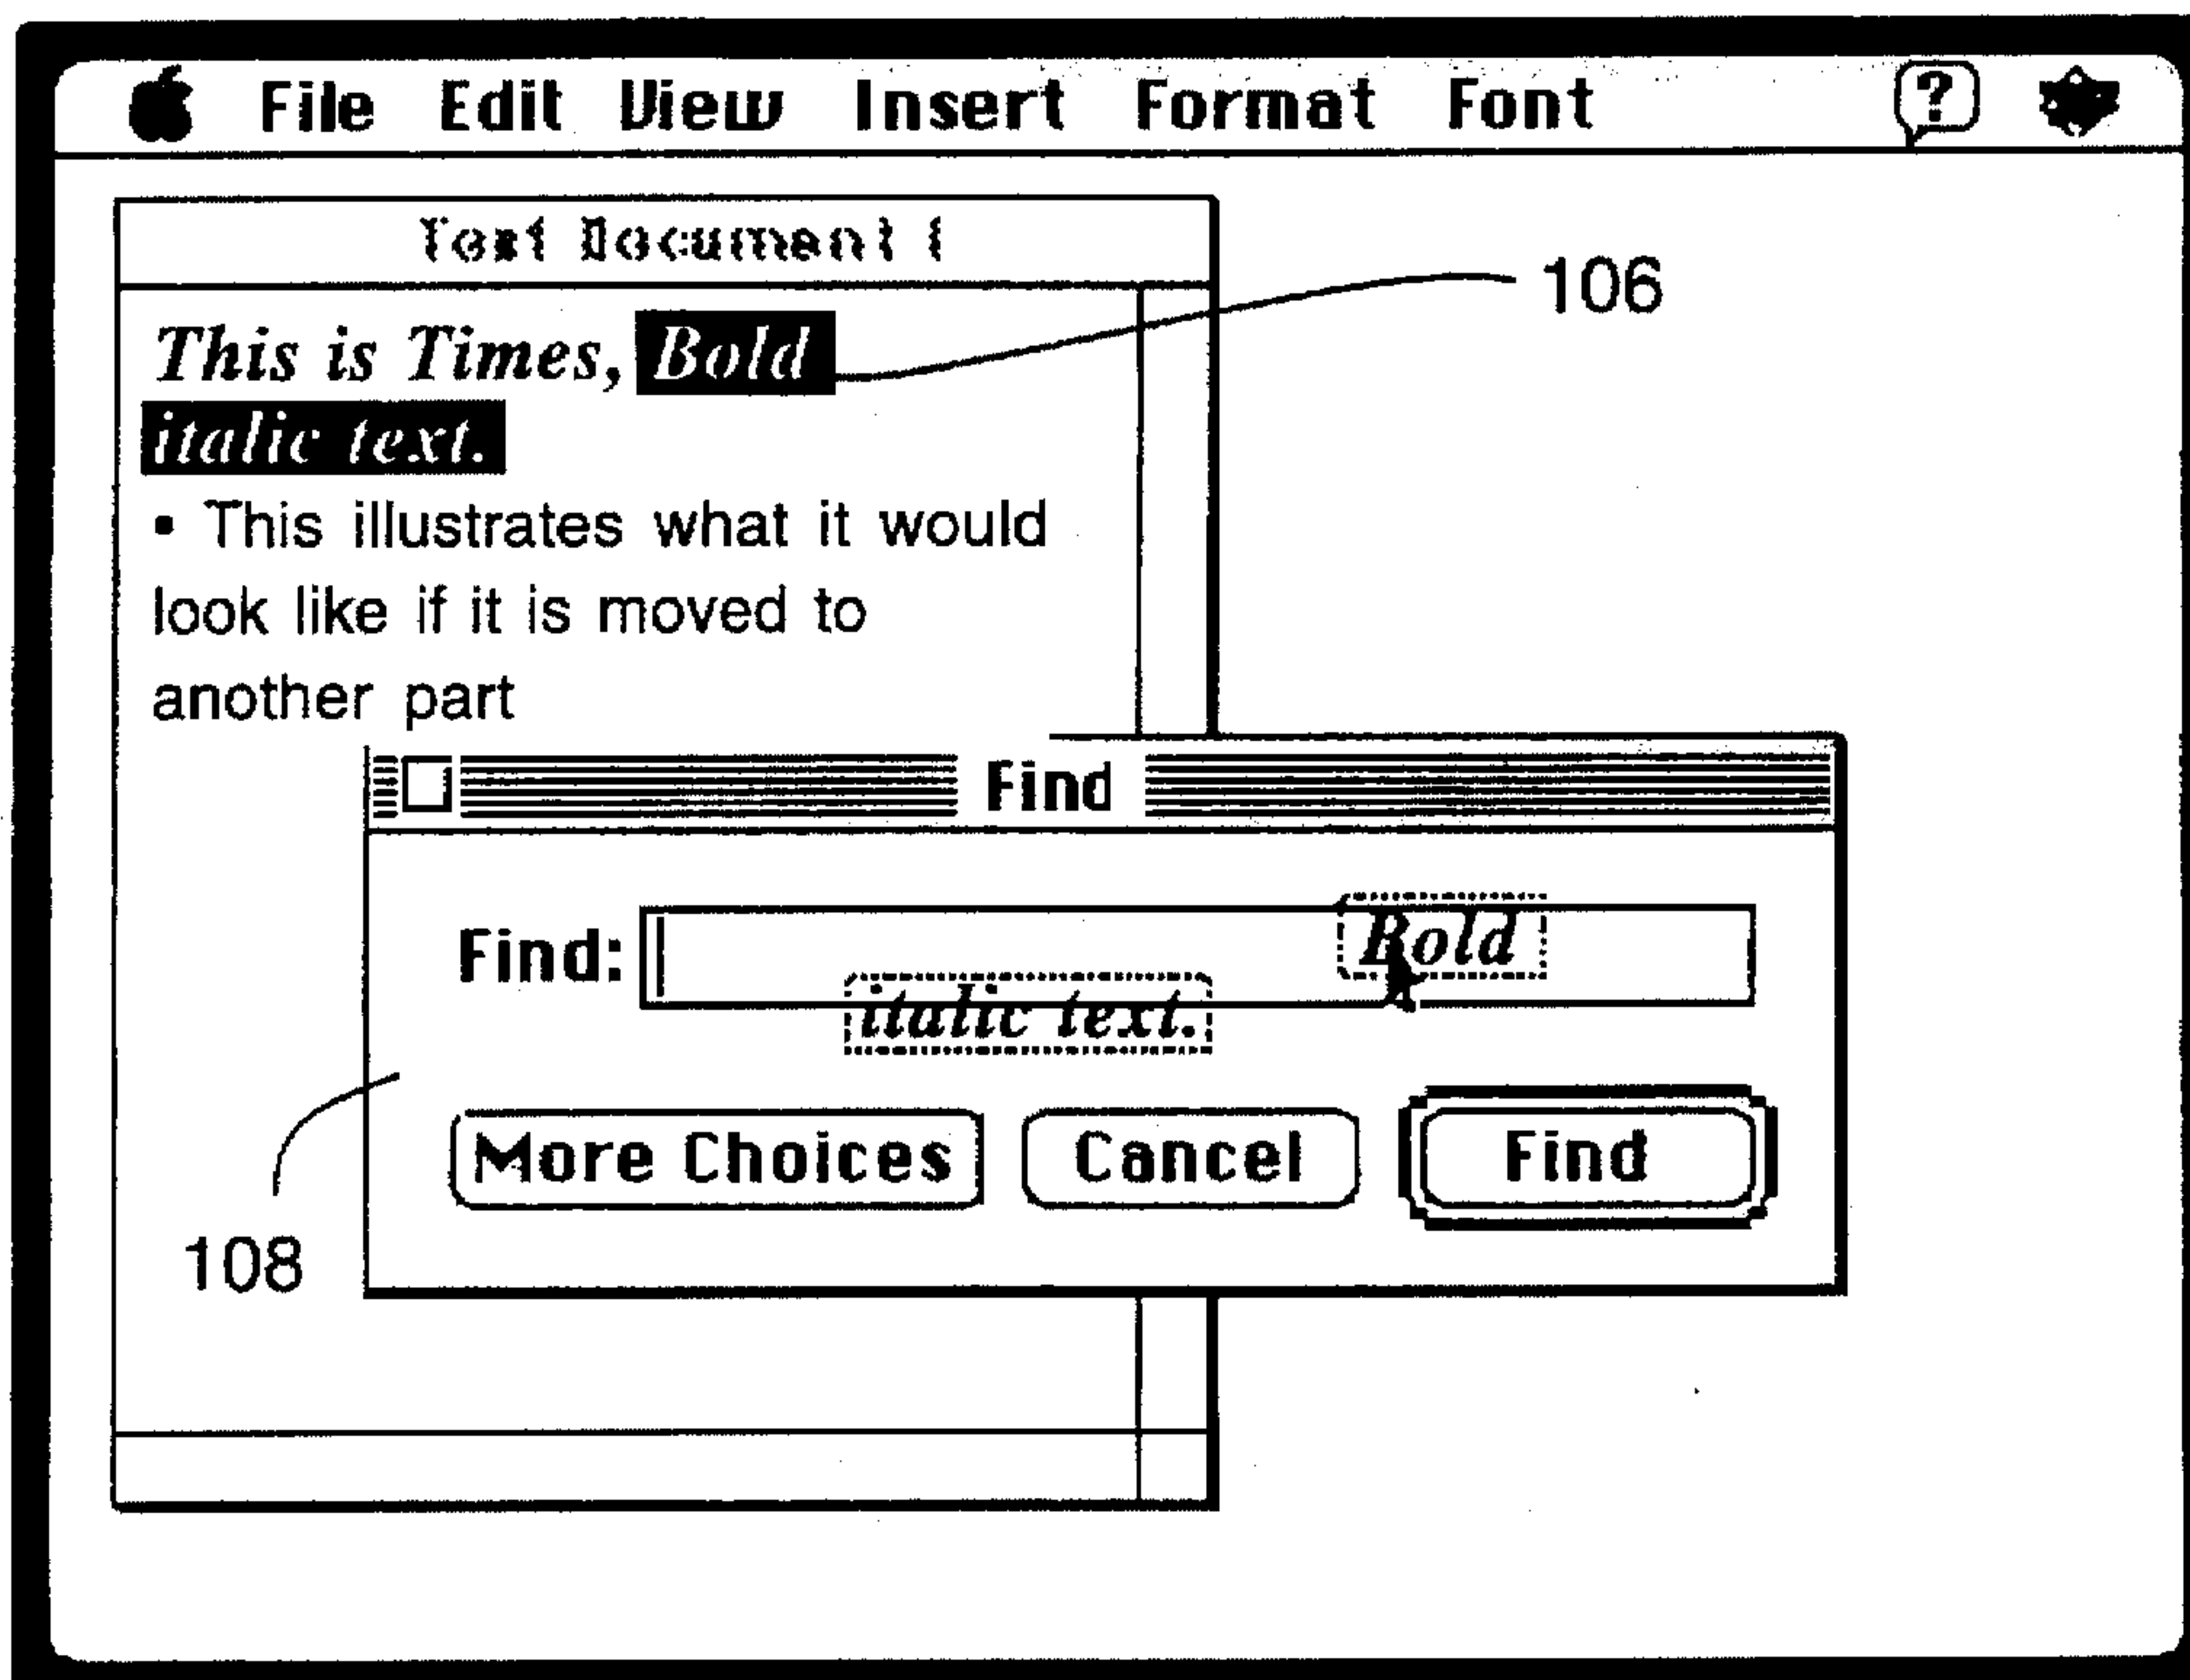 File Edit View Insert Format Font ?
Text Document 1
106
This is Times, Bold
italic text.
• This illustrates what it would
look like if it is moved to
another part
Find
Find:
Bold
italic text.
More Choices Cancel Find
108